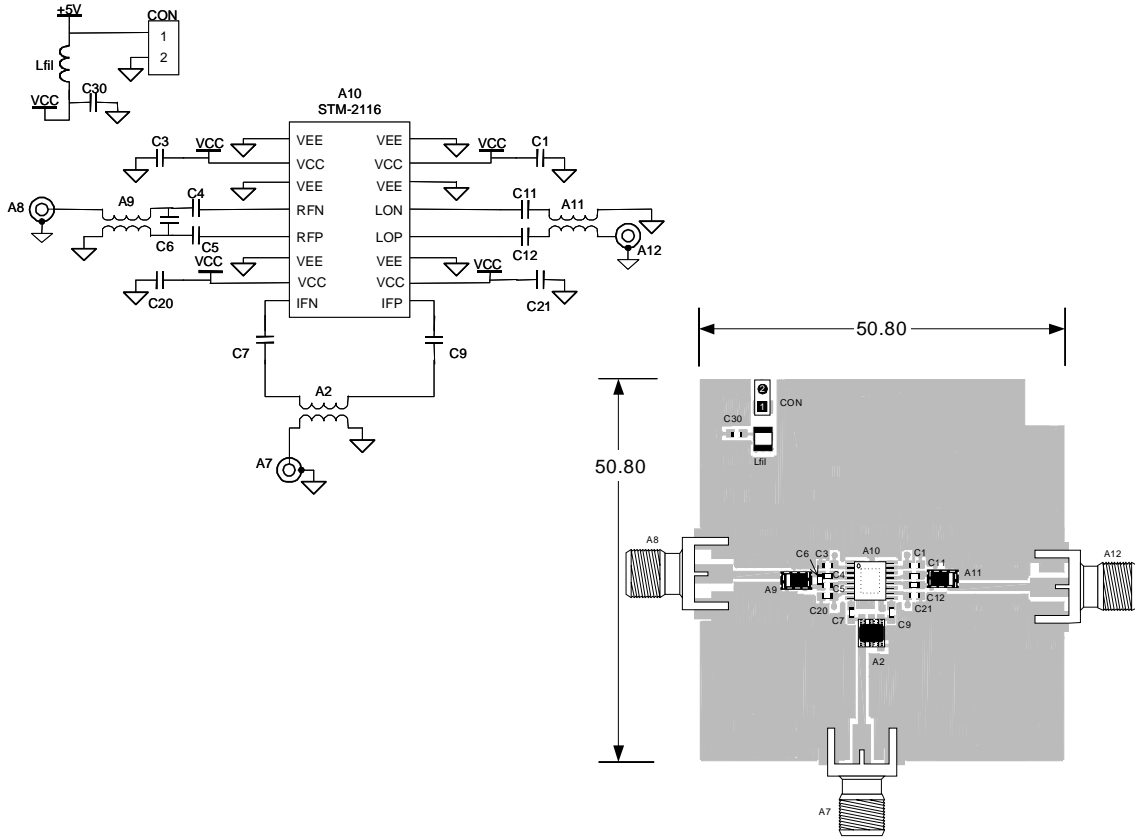 +5V
CON
1
2
Lfil
C30
VCC
A10
STM-2116
C3
VCC
VEE
VEE
VCC
C1
VCC
VCC
VEE
VEE
A8
A9
C4
RFN
LON
C11
A11
C6
C5
RFP
LOP
C12
A12
VCC
VEE
VEE
VCC
C20
VCC
VCC
C21
IFN
IFP
C7
C9
A2
A7
50.80
50.80
2
1
CON
C30
Lfil
A8
C6
C3
A10
C1
C11
A12
A9
C4
C5
A11
C12
C20
C21
C7
C9
A2
A7